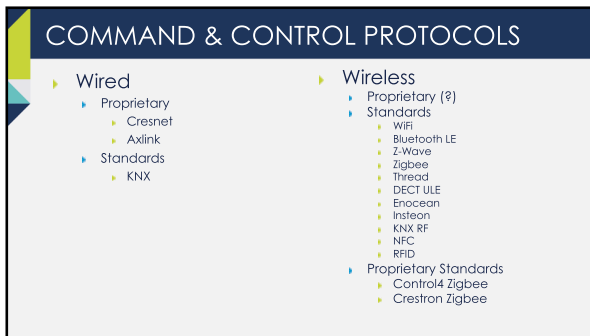 COMMAND & CONTROL PROTOCOLS
Wired
Proprietary
Cresnet
Axlink
Standards
KNX
Wireless
Proprietary (?)
Standards
WiFi
Bluetooth LE
Z-Wave
Zigbee
Thread
DECT ULE
Enocean
Insteon
KNX RF
NFC
RFID
Proprietary Standards
Control4 Zigbee
Crestron Zigbee